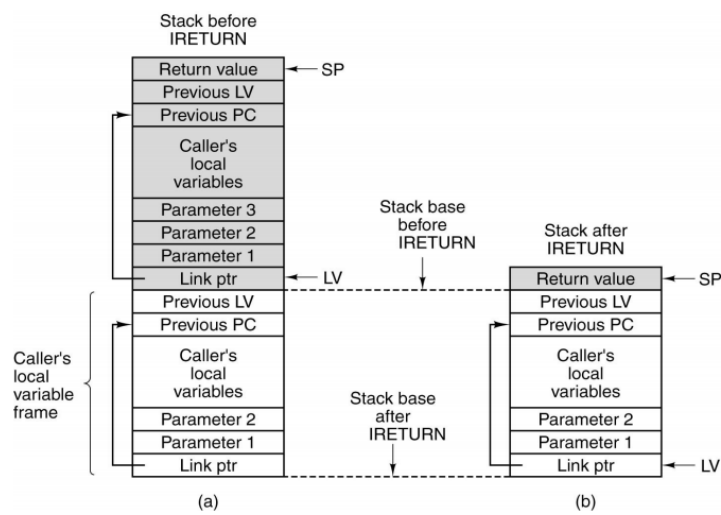 Stack before
IRETURN
Return value
SP
Previous LV
Previous PC
Caller's
local
variables
Parameter 3
Parameter 2
Parameter 1
Link ptr
LV
Previous LV
Previous PC
Caller's
local
variables
Parameter 2
Parameter 1
Link ptr
Caller's
local
variable
frame
(a)
Stack base
before
IRETURN
Stack base
after
IRETURN
Stack after
IRETURN
Return value
SP
Previous LV
Previous PC
Caller's
local
variables
Parameter 2
Parameter 1
Link ptr
LV
(b)